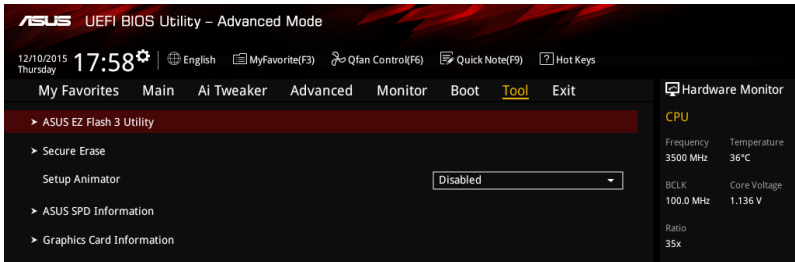 ASUS UEFI BIOS Utility – Advanced Mode
12/10/2015 Thursday 17:58 English MyFavorite(F3) Qfan Control(F6) Quick Note(F9) ? Hot Keys
My Favorites Main Ai Tweaker Advanced Monitor Boot Tool Exit
Hardware Monitor
➤ ASUS EZ Flash 3 Utility
➤ Secure Erase
Setup Animator Disabled
➤ ASUS SPD Information
➤ Graphics Card Information
CPU
Frequency Temperature
3500 MHz 36°C
BCLK Core Voltage
100.0 MHz 1.136 V
Ratio
35x